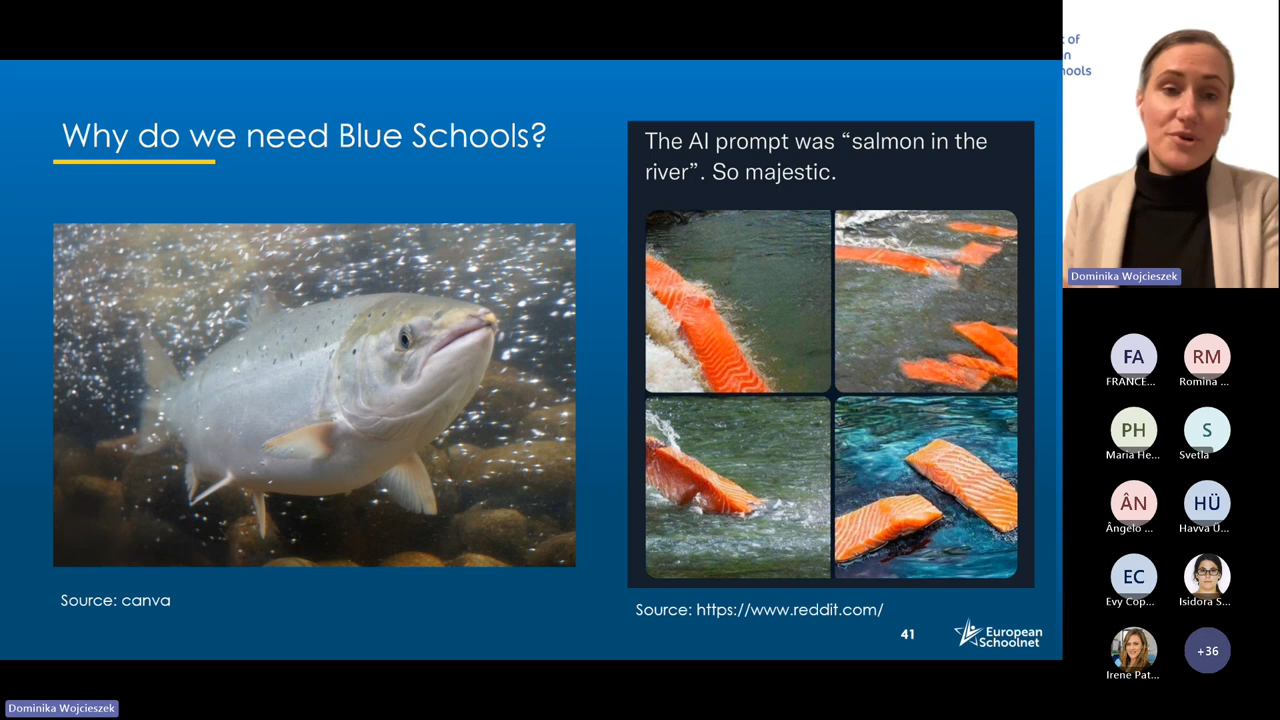 Why do we need Blue Schools?
The AI prompt was “salmon in the
river”. So majestic.
Source: canva
Source: https://www.reddit.com/
41
European
Schoolnet
of
n
ools
Dominika Wojcieszek
FA
FRANCE...
RM
Romina ...
PH
Maria He...
S
Svetla
ÂN
Ângelo ...
HÜ
Havva Ü...
EC
Evy Cop...
Isidora S...
Irene Pat...
+36
Dominika Wojcieszek